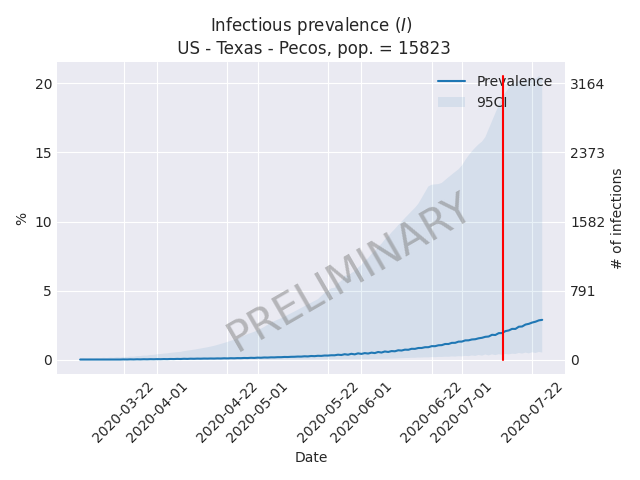 Infectious prevalence (I)
US - Texas - Pecos, pop. = 15823
Prevalence
95CI
20
15
10
5
0
%
3164
2373
1582
791
0
# of infections
PRELIMINARY
2020-03-22
2020-04-01
2020-04-22
2020-05-01
2020-05-22
2020-06-01
2020-06-22
2020-07-01
2020-07-22
Date